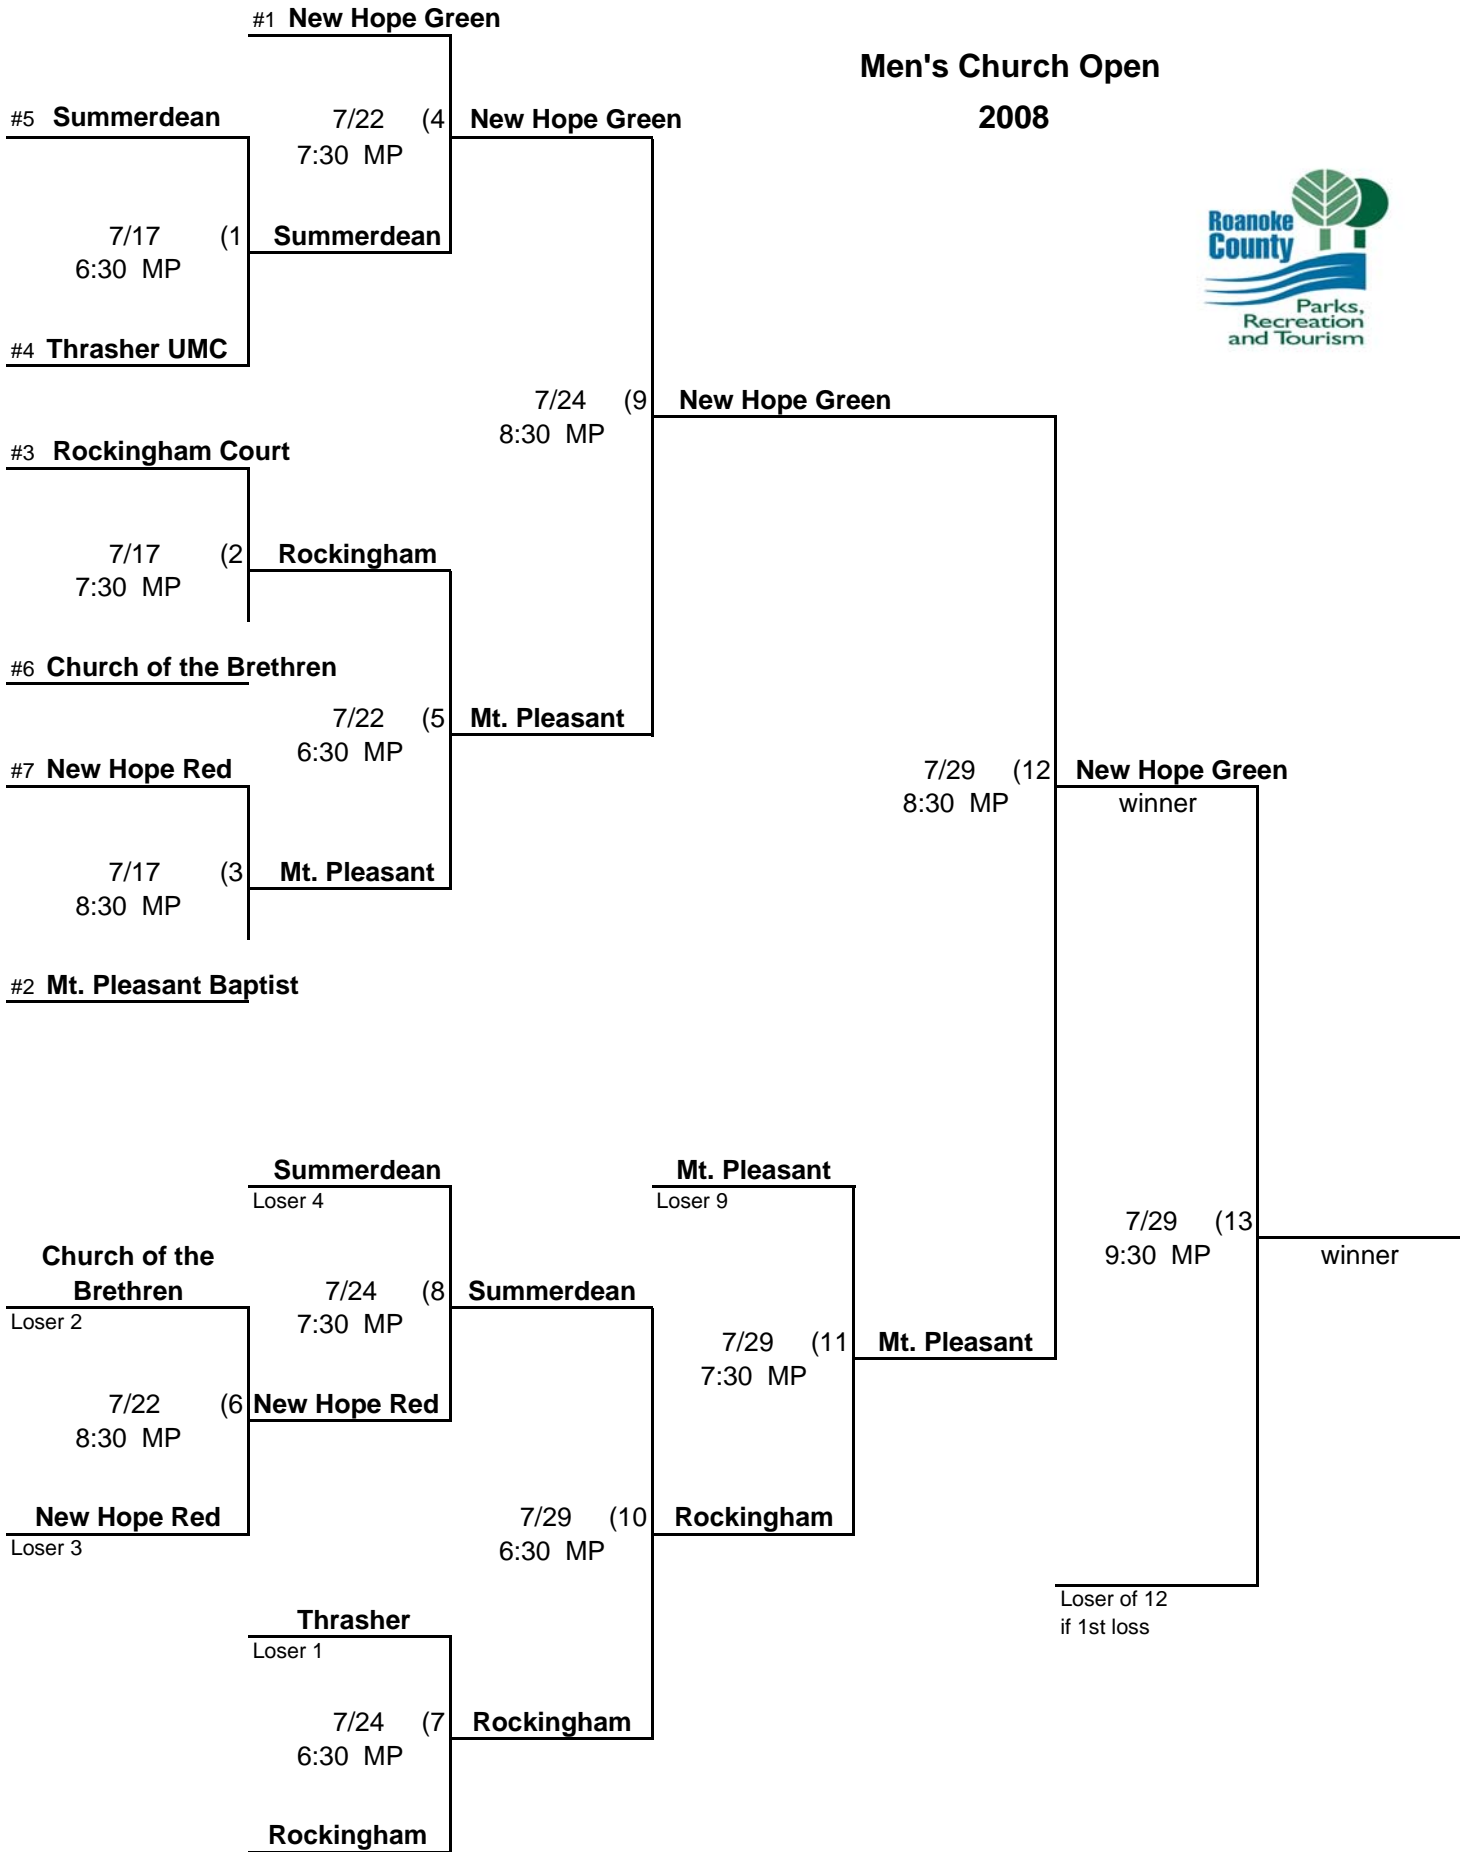 #1 New Hope Green
Men's Church Open
#5 Summerdean
7/22 (4
New Hope Green
2008
7:30 MP
Roanoke
County
Parks,
Recreation
and Tourism
7/17 (1
Summerdean
6:30 MP
#4 Thrasher UMC
7/24 (9
New Hope Green
8:30 MP
#3 Rockingham Court
7/17 (2
Rockingham
7:30 MP
#6 Church of the Brethren
7/22 (5
Mt. Pleasant
6:30 MP
#7 New Hope Red
7/29 (12
New Hope Green
8:30 MP
winner
7/17 (3
Mt. Pleasant
8:30 MP
#2 Mt. Pleasant Baptist
Summerdean
Loser 4
Mt. Pleasant
Loser 9
7/29 (13
9:30 MP
winner
Church of the
Brethren
Loser 2
7/24 (8
Summerdean
7:30 MP
7/29 (11
Mt. Pleasant
7:30 MP
7/22 (6
New Hope Red
8:30 MP
New Hope Red
Loser 3
7/29 (10
Rockingham
6:30 MP
Loser of 12
if 1st loss
Thrasher
Loser 1
7/24 (7
Rockingham
6:30 MP
Rockingham